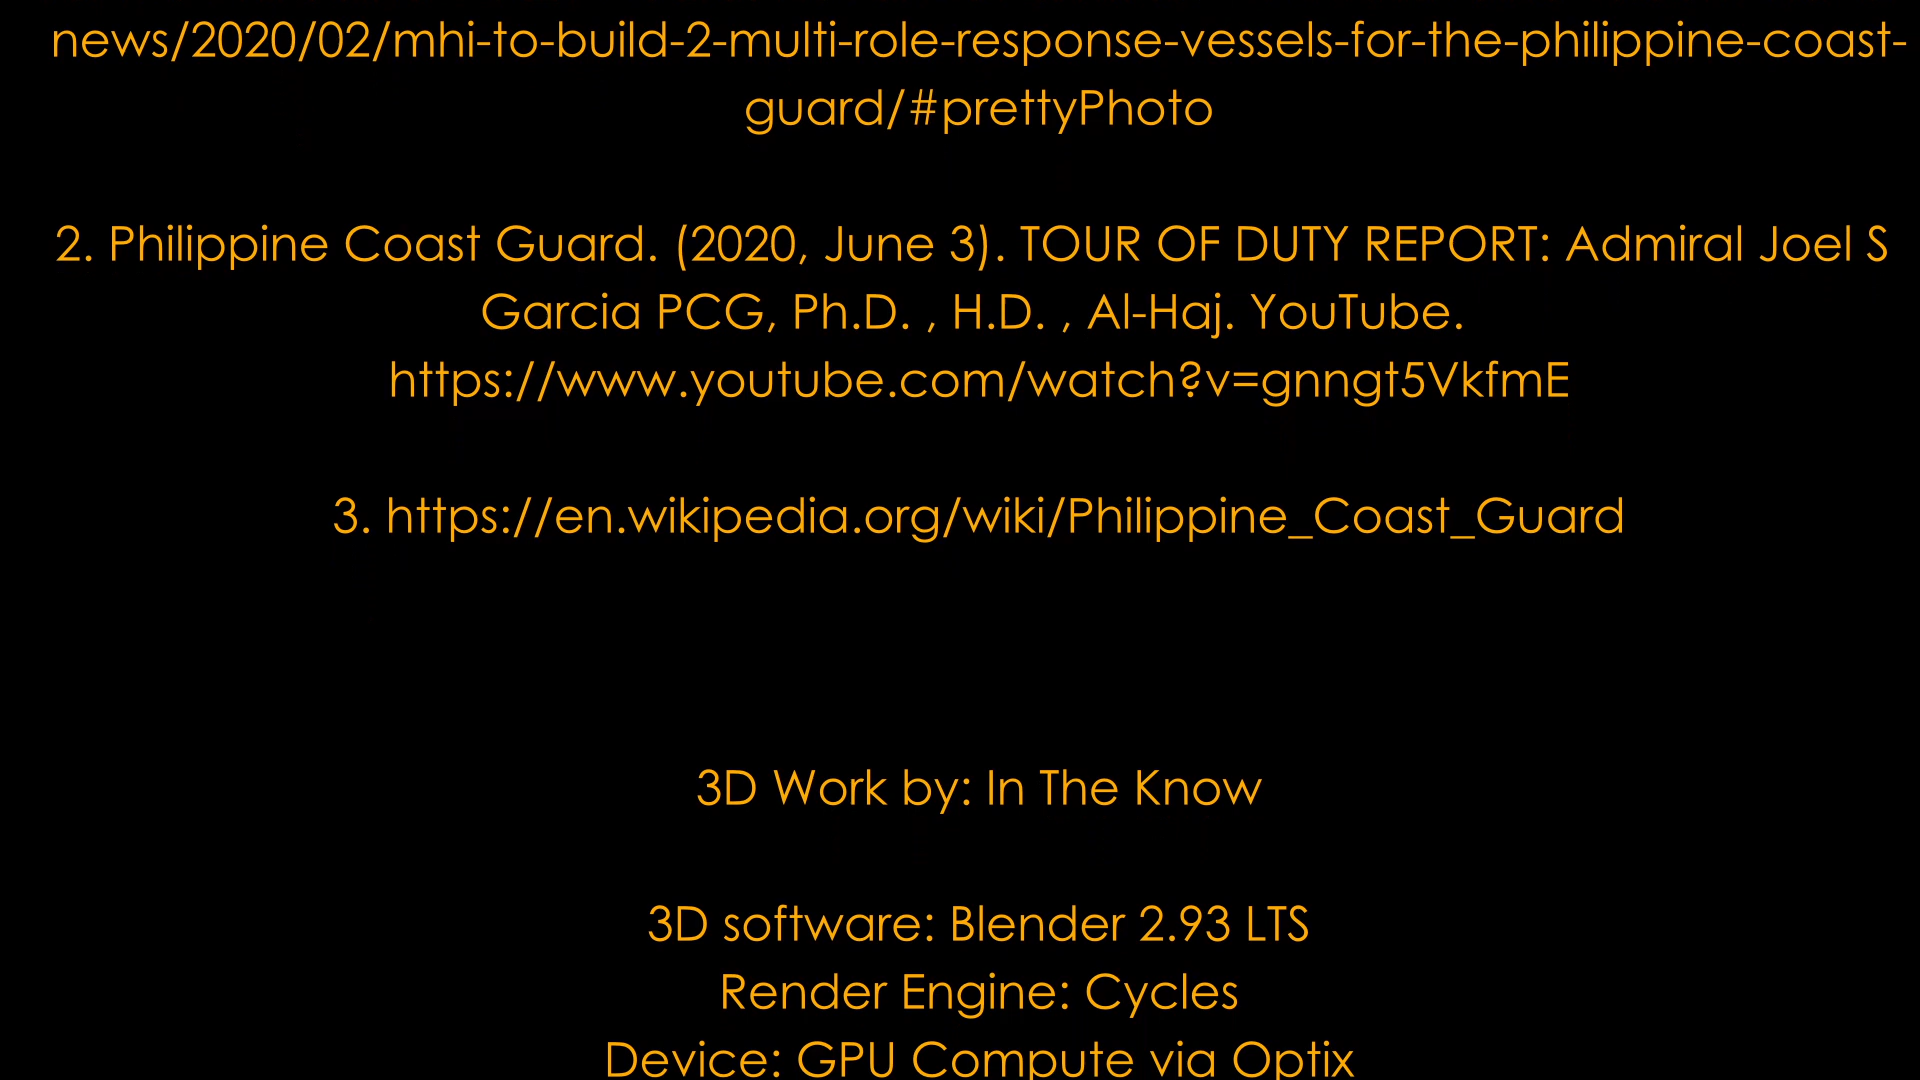 news/2020/02/mhi-to-build-2-multi-role-response-vessels-for-the-philippine-coast-
guard/#prettyPhoto
2. Philippine Coast Guard. (2020, June 3). TOUR OF DUTY REPORT: Admiral Joel S
Garcia PCG, Ph.D. , H.D. , Al-Haj. YouTube.
https://www.youtube.com/watch?v=gnngt5VkfmE
3. https://en.wikipedia.org/wiki/Philippine_Coast_Guard
3D Work by: In The Know
3D software: Blender 2.93 LTS
Render Engine: Cycles
Device: GPU Compute via Optix